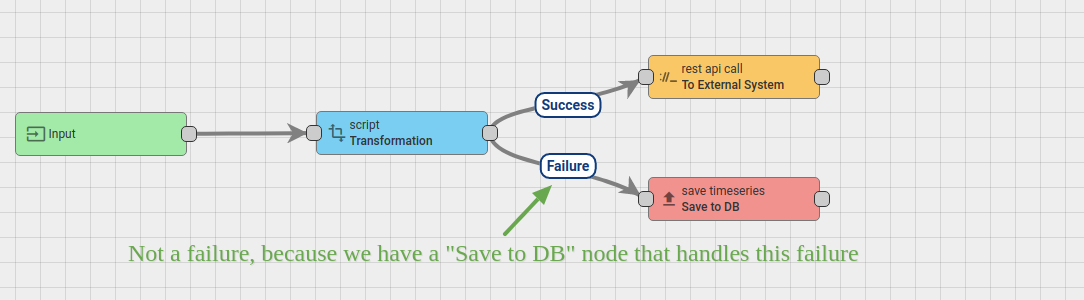 Input
script
Transformation
Success
Failure
rest api call
To External System
save timeseries
Save to DB
Not a failure, because we have a "Save to DB" node that handles this failure